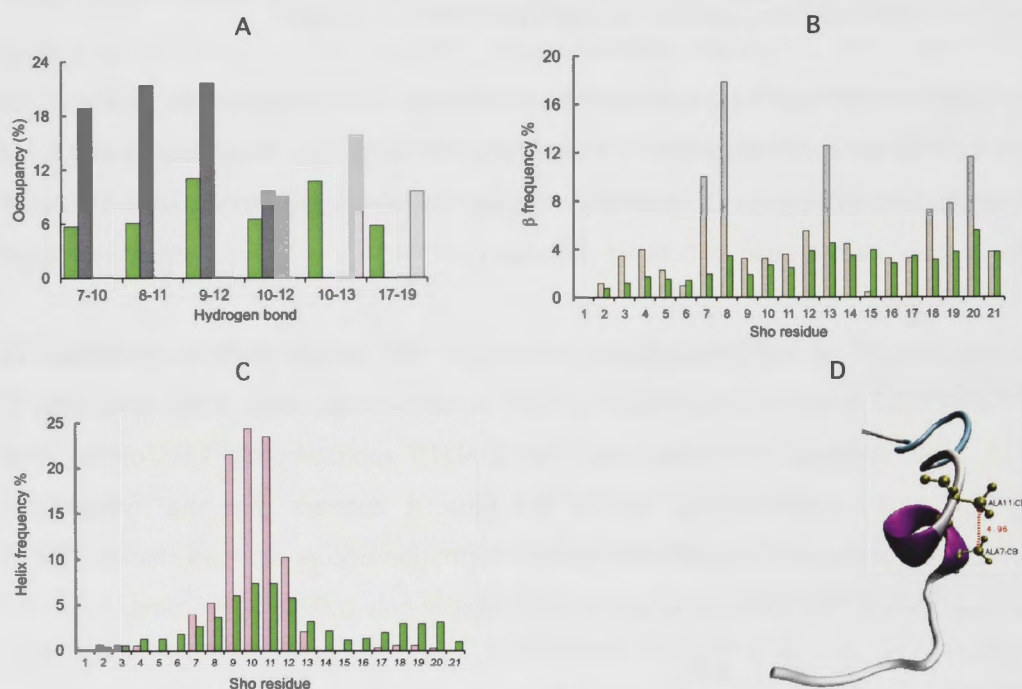 A
Occupancy (%)
24
18
12
6
0
7-10 8-11 9-12 10-12 10-13 17-19
Hydrogen bond
B
β frequency %
20
16
12
8
4
0
1 2 3 4 5 6 7 8 9 10 11 12 13 14 15 16 17 18 19 20 21
Sho residue
C
Helix frequency %
25
20
15
10
5
0
1 2 3 4 5 6 7 8 9 10 11 12 13 14 15 16 17 18 19 20 21
Sho residue
D
4.96
ALA7-CB